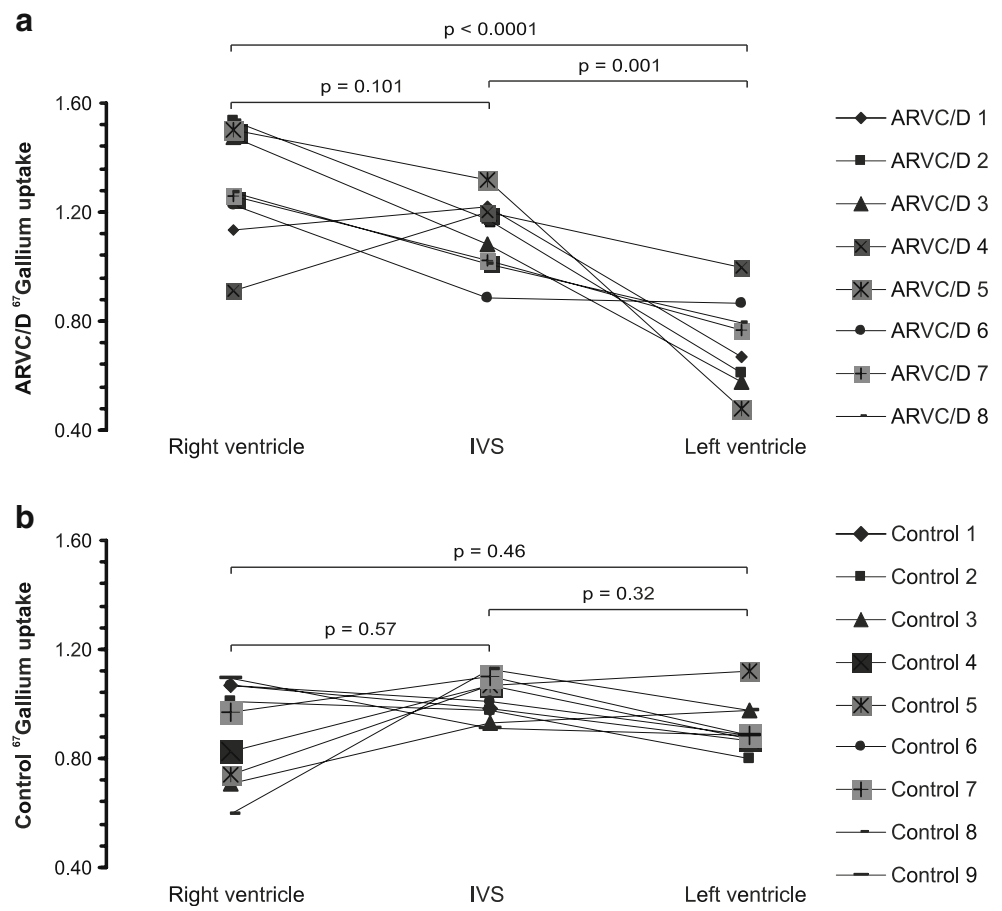 a
p < 0.0001
p = 0.101
p = 0.001
ARVC/D ⁶⁷Gallium uptake
1.60
1.20
0.80
0.40
Right ventricle
IVS
Left ventricle
ARVC/D 1
ARVC/D 2
ARVC/D 3
ARVC/D 4
ARVC/D 5
ARVC/D 6
ARVC/D 7
ARVC/D 8
b
p = 0.46
p = 0.32
p = 0.57
Control ⁶⁷Gallium uptake
1.60
1.20
0.80
0.40
Right ventricle
IVS
Left ventricle
Control 1
Control 2
Control 3
Control 4
Control 5
Control 6
Control 7
Control 8
Control 9